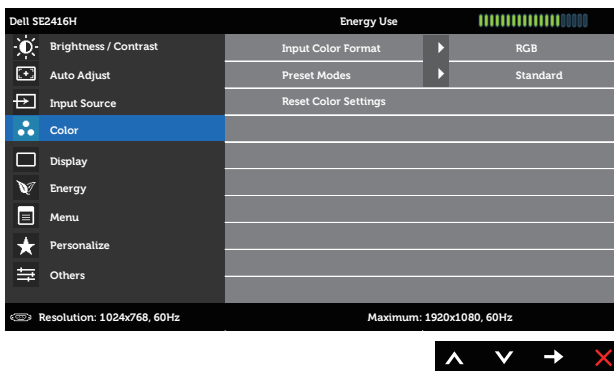 Dell SE2416H Energy Use
Brightness / Contrast Input Color Format RGB
Auto Adjust Preset Modes Standard
Input Source Reset Color Settings
Color
Display
Energy
Menu
Personalize
Others
Resolution: 1024x768, 60Hz Maximum: 1920x1080, 60Hz